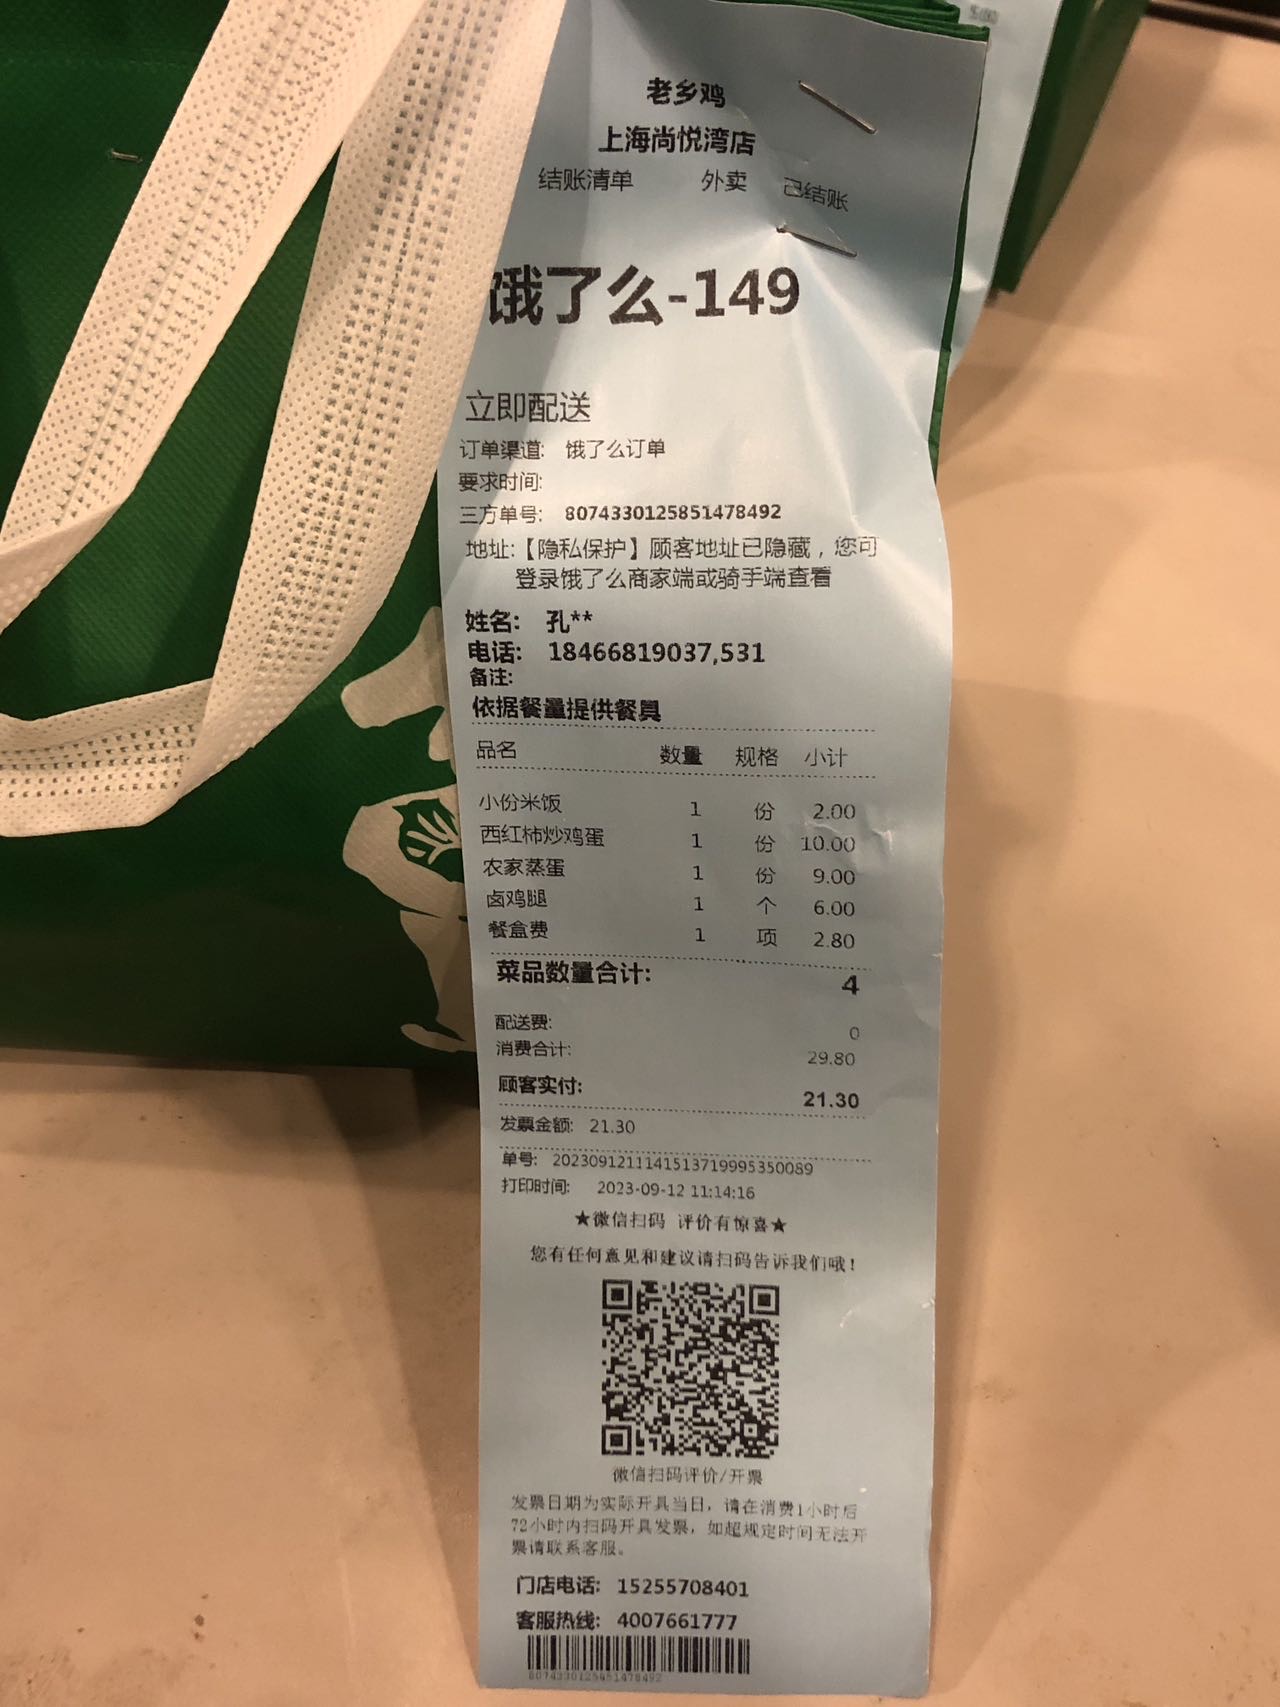 老乡鸡
上海尚悦湾店
结账清单 外卖 己结账
饿了么-149
立即配送
订单渠道: 饿了么订单
要求时间:
三方单号: 8074330125851478492
地址:【隐私保护】顾客地址已隐藏，您可
登录饿了么商家端或骑手端查看
姓名: 孔**
电话: 18466819037,531
备注:
依据餐量提供餐具
品名 数量 规格 小计
小份米饭 1 份 2.00
西红柿炒鸡蛋 1 份 10.00
农家蒸蛋 1 份 9.00
卤鸡腿 1 个 6.00
餐盒费 1 项 2.80
菜品数量合计: 4
配送费: 0
消费合计: 29.80
顾客实付: 21.30
发票金额: 21.30
单号: 20230912111415137199953500​89
打印时间: 2023-09-12 11:14:16
★微信扫码 评价有惊喜★
您有任何意见和建议请扫码告诉我们哦！
微信扫码评价/开票
发票日期为实际开具当日，请在消费1小时后
72小时内扫码开具发票，如超规定时间无法开
票请联系客服。
门店电话: 15255708401
客服热线: 4007661777
8074330125851478492